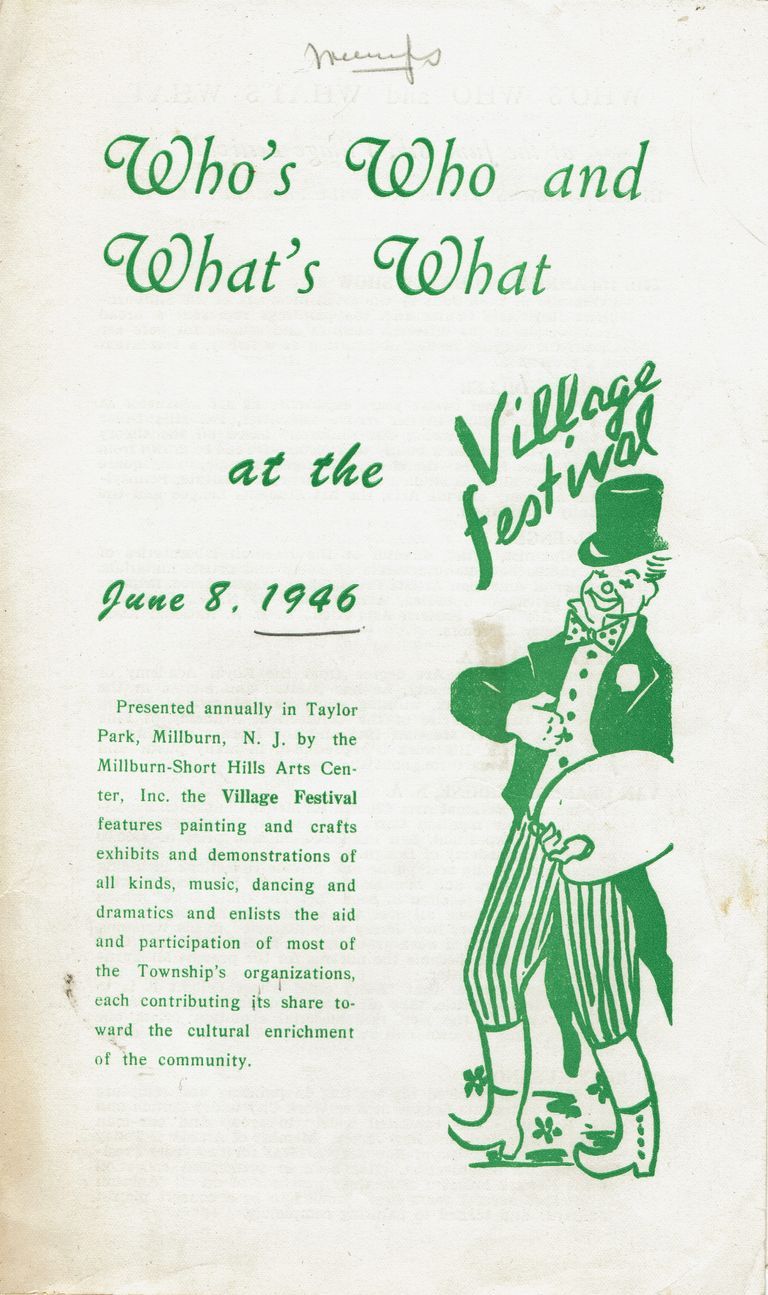 Who's Who and
What's What
at the
Village
Festival
June 8, 1946
Presented annually in Taylor
Park, Millburn, N. J. by the
Millburn-Short Hills Arts Cen-
ter, Inc. the Village Festival
features painting and crafts
exhibits and demonstrations of
all kinds, music, dancing and
dramatics and enlists the aid
and participation of most of
the Township's organizations,
each contributing its share to-
ward the cultural enrichment
of the community.